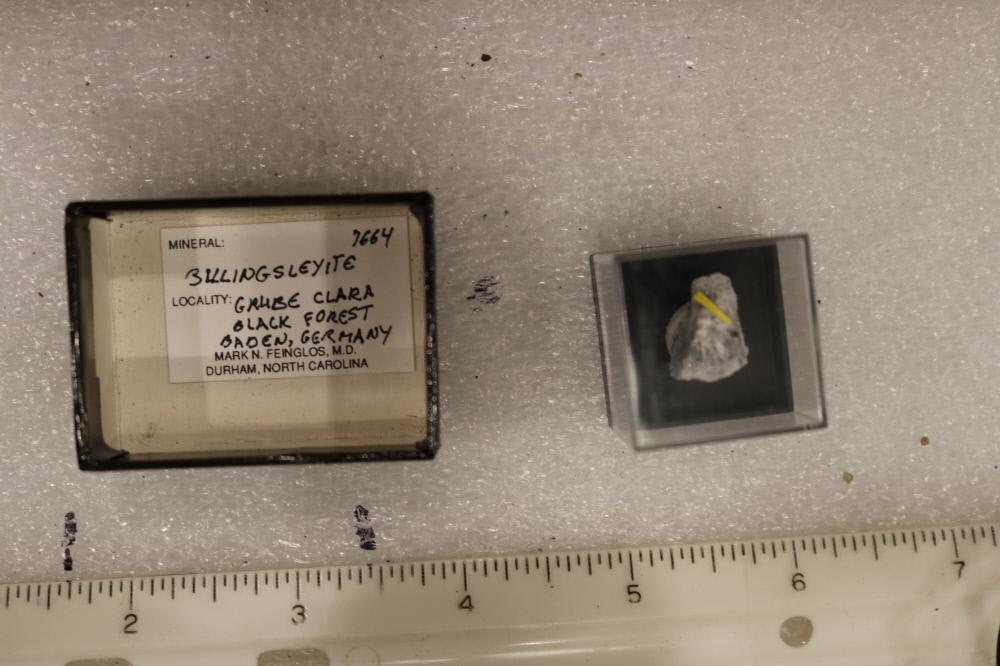 MINERAL: 7664
BILLINGSLEYITE
LOCALITY: GRUBE CLARA
BLACK FOREST
BADEN, GERMANY
MARK N. FEINGLOS, M.D.
DURHAM, NORTH CAROLINA
2 3 4 5 6 7